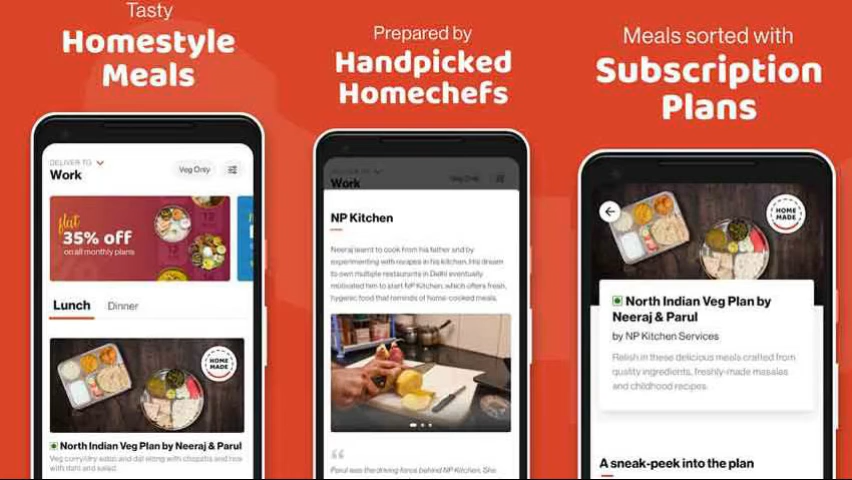 Tasty
Homestyle
Meals
DELIVER TO
Work
Veg Only
flat
35% off
on all monthly plans
Lunch
Dinner
HOME
MADE
North Indian Veg Plan by Neeraj & Parul
Veg curry/dry sabzi and dal along with chapatis and rice
with dahi and salad
Prepared by
Handpicked
Homechefs
Work
Veg Only
NP Kitchen
Neeraj learnt to cook from his father and by
experimenting with recipes in his kitchen. His dream
to own multiple restaurants in Delhi eventually
motivated him to start NP Kitchen, which offers fresh,
hygenic food that reminds of home-cooked meals.
Parul was the driving force behind NP Kitchen. She
Meals sorted with
Subscription
Plans
HOME
MADE
North Indian Veg Plan by
Neeraj & Parul
by NP Kitchen Services
Relish in these delicious meals crafted from
quality ingredients, freshly-made masalas
and childhood recipes.
A sneak-peek into the plan